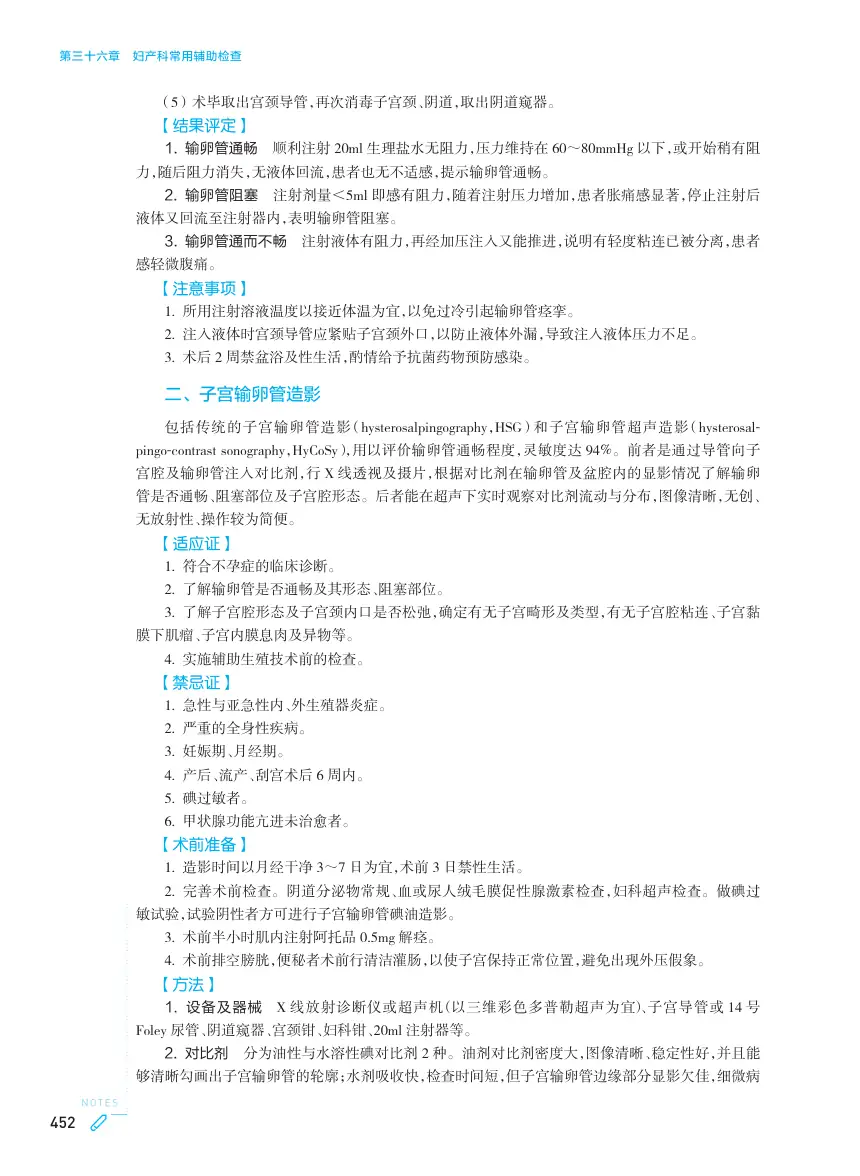 第三十六章 妇产科常用辅助检查
（5）术毕取出宫颈导管,再次消毒子宫颈、阴道,取出阴道窥器。
【结果评定】
1. 输卵管通畅 顺利注射 20ml 生理盐水无阻力,压力维持在 60～80mmHg 以下,或开始稍有阻
力,随后阻力消失,无液体回流,患者也无不适感,提示输卵管通畅。
2. 输卵管阻塞 注射剂量＜5ml 即感有阻力,随着注射压力增加,患者胀痛感显著,停止注射后
液体又回流至注射器内,表明输卵管阻塞。
3. 输卵管通而不畅 注射液体有阻力,再经加压注入又能推进,说明有轻度粘连已被分离,患者
感轻微腹痛。
【注意事项】
1. 所用注射溶液温度以接近体温为宜,以免过冷引起输卵管痉挛。
2. 注入液体时宫颈导管应紧贴子宫颈外口,以防止液体外漏,导致注入液体压力不足。
3. 术后 2 周禁盆浴及性生活,酌情给予抗菌药物预防感染。
二、子宫输卵管造影
包括传统的子宫输卵管造影（hysterosalpingography,HSG）和子宫输卵管超声造影（hysterosal-
pingo-contrast sonography,HyCoSy）,用以评价输卵管通畅程度,灵敏度达 94%。前者是通过导管向子
宫腔及输卵管注入对比剂,行 X 线透视及摄片,根据对比剂在输卵管及盆腔内的显影情况了解输卵
管是否通畅、阻塞部位及子宫腔形态。后者能在超声下实时观察对比剂流动与分布,图像清晰,无创、
无放射性、操作较为简便。
【适应证】
1. 符合不孕症的临床诊断。
2. 了解输卵管是否通畅及其形态、阻塞部位。
3. 了解子宫腔形态及子宫颈内口是否松弛,确定有无子宫畸形及类型,有无子宫腔粘连、子宫黏
膜下肌瘤、子宫内膜息肉及异物等。
4. 实施辅助生殖技术前的检查。
【禁忌证】
1. 急性与亚急性内、外生殖器炎症。
2. 严重的全身性疾病。
3. 妊娠期、月经期。
4. 产后、流产、刮宫术后 6 周内。
5. 碘过敏者。
6. 甲状腺功能亢进未治愈者。
【术前准备】
1. 造影时间以月经干净 3～7 日为宜,术前 3 日禁性生活。
2. 完善术前检查。阴道分泌物常规、血或尿人绒毛膜促性腺激素检查,妇科超声检查。做碘过
敏试验,试验阴性者方可进行子宫输卵管碘油造影。
3. 术前半小时肌内注射阿托品 0.5mg 解痉。
4. 术前排空膀胱,便秘者术前行清洁灌肠,以使子宫保持正常位置,避免出现外压假象。
【方法】
1. 设备及器械 X 线放射诊断仪或超声机（以三维彩色多普勒超声为宜）、子宫导管或 14 号
Foley 尿管、阴道窥器、宫颈钳、妇科钳、20ml 注射器等。
2. 对比剂 分为油性与水溶性碘对比剂 2 种。油剂对比剂密度大,图像清晰、稳定性好,并且能
够清晰勾画出子宫输卵管的轮廓；水剂吸收快,检查时间短,但子宫输卵管边缘部分显影欠佳,细微病
NOTES
452